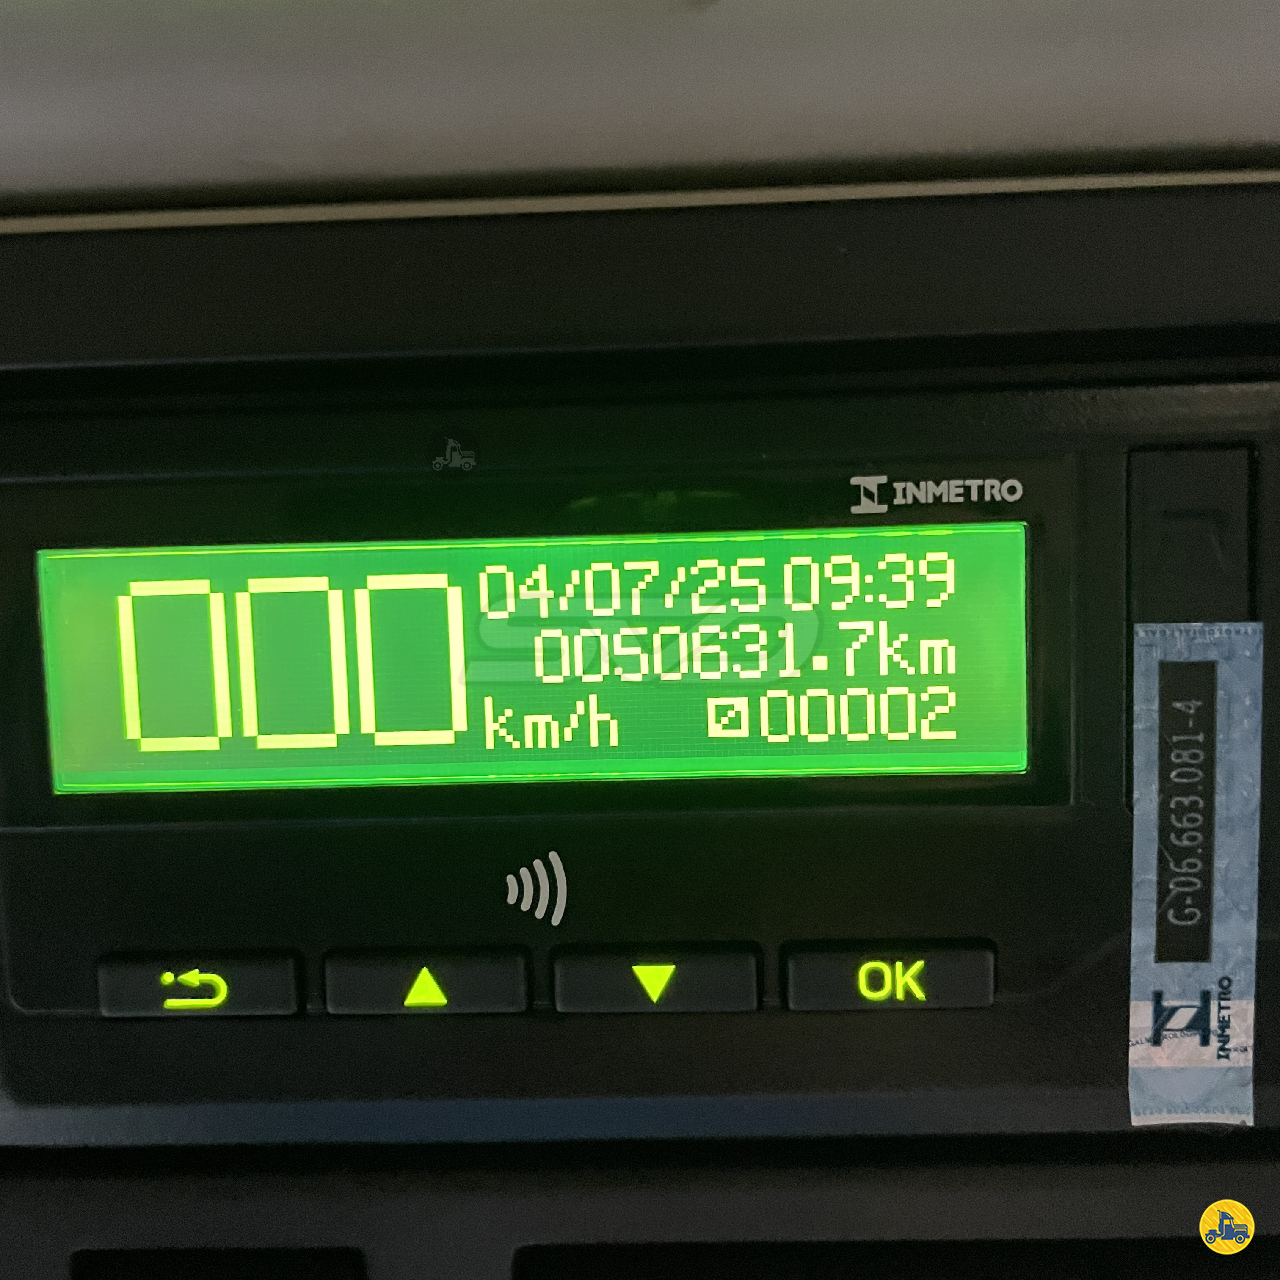 INMETRO
000 km/h
04/07/25 09:39
0050631.7km
00002
OK
G-06.663.081-4
INMETRO